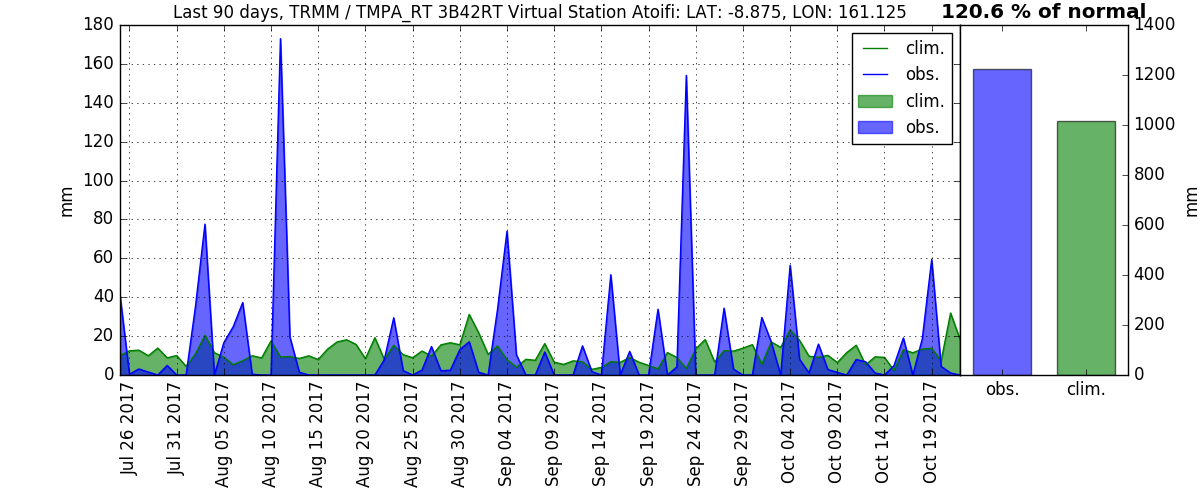 Last 90 days, TRMM / TMPA_RT 3B42RT Virtual Station Atoifi: LAT: -8.875, LON: 161.125
120.6 % of normal
180
160
140
120
100
80
60
40
20
0
mm
clim.
obs.
clim.
obs.
Jul 26 2017
Jul 31 2017
Aug 05 2017
Aug 10 2017
Aug 15 2017
Aug 20 2017
Aug 25 2017
Aug 30 2017
Sep 04 2017
Sep 09 2017
Sep 14 2017
Sep 19 2017
Sep 24 2017
Sep 29 2017
Oct 04 2017
Oct 09 2017
Oct 14 2017
Oct 19 2017
1400
1200
1000
800
600
400
200
0
mm
obs.
clim.